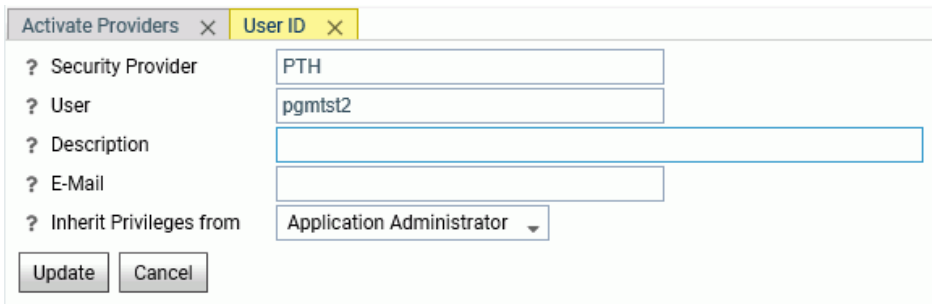 Activate Providers × User ID ×
? Security Provider PTH
? User pgmtst2
? Description
? E-Mail
? Inherit Privileges from Application Administrator
Update Cancel